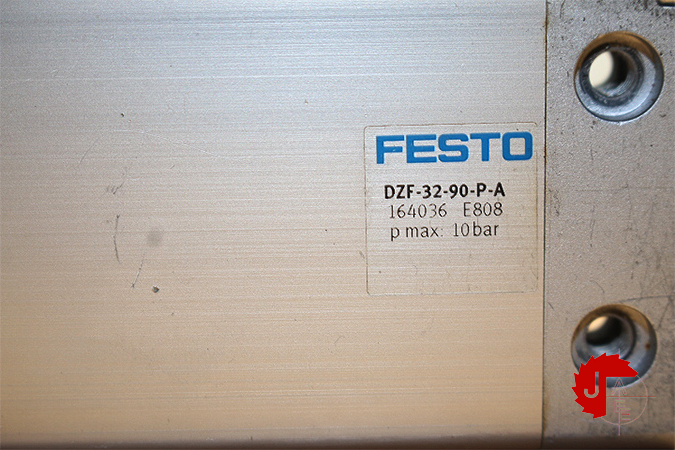 FESTO
DZF-32-90-P-A
164036 E808
p max: 10bar
J